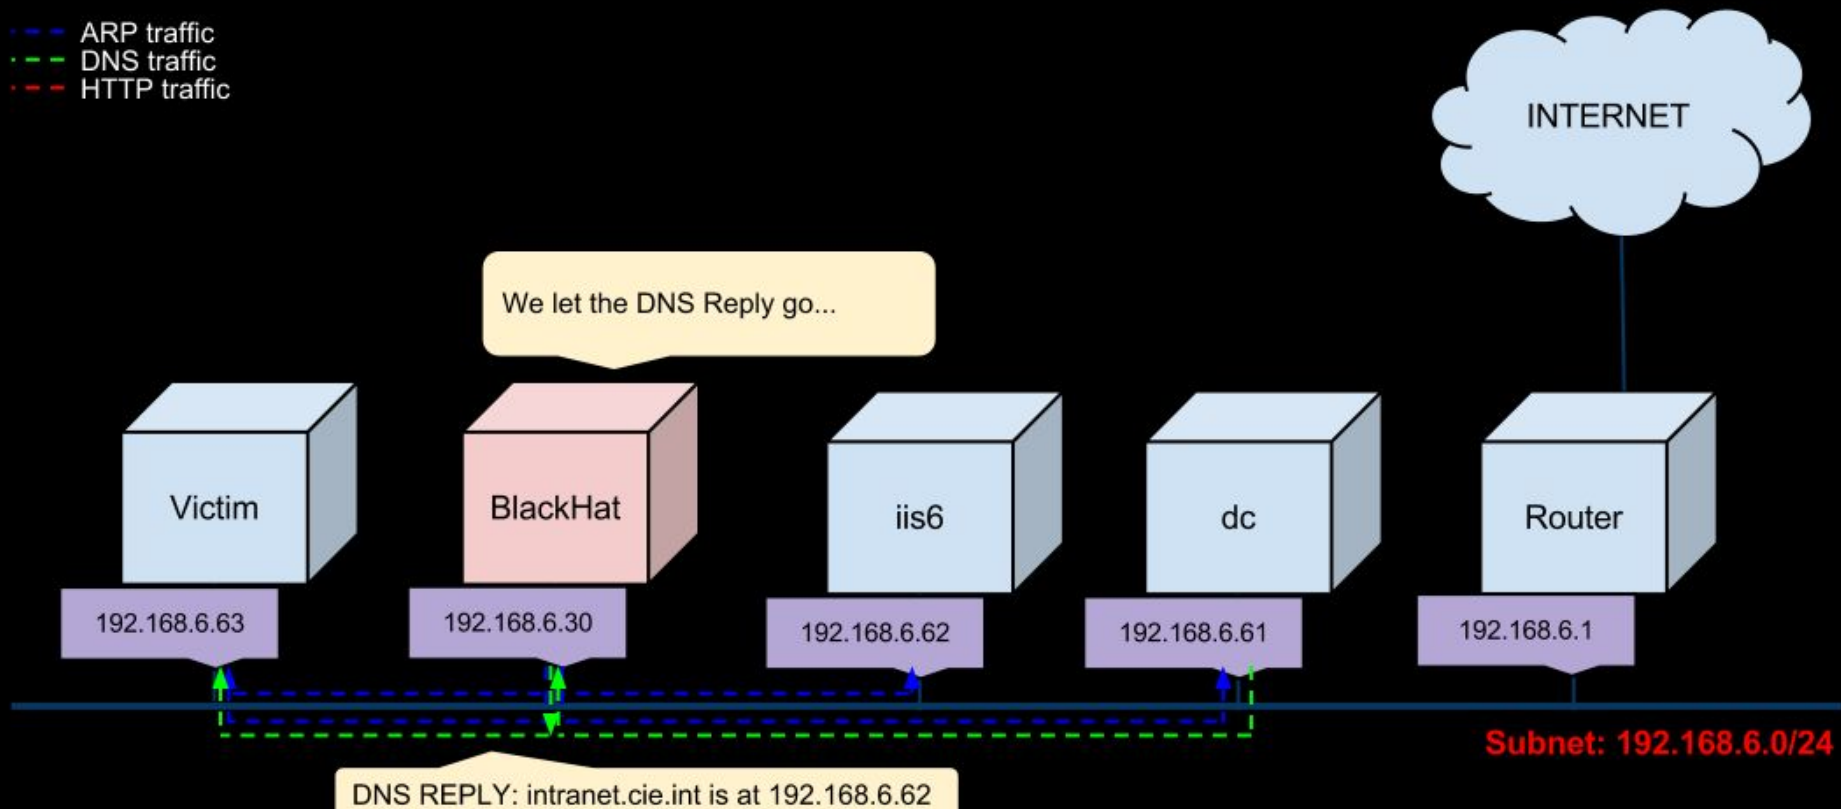 ARP traffic
DNS traffic
HTTP traffic
INTERNET
We let the DNS Reply go...
Victim
BlackHat
iis6
dc
Router
192.168.6.63
192.168.6.30
192.168.6.62
192.168.6.61
192.168.6.1
Subnet: 192.168.6.0/24
DNS REPLY: intranet.cie.int is at 192.168.6.62